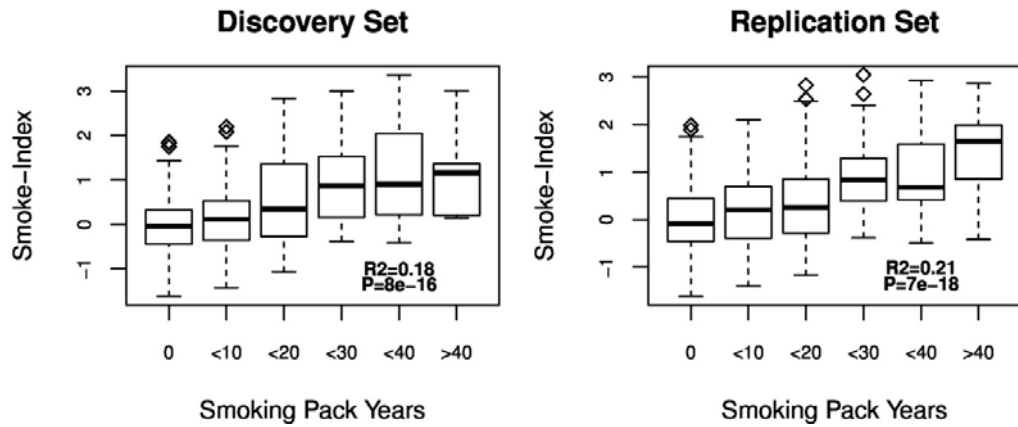 Discovery Set
Smoke-Index
3
2
1
0
-1
R2=0.18
P=8e-16
0 <10 <20 <30 <40 >40
Smoking Pack Years
Replication Set
Smoke-Index
3
2
1
0
-1
R2=0.21
P=7e-18
0 <10 <20 <30 <40 >40
Smoking Pack Years